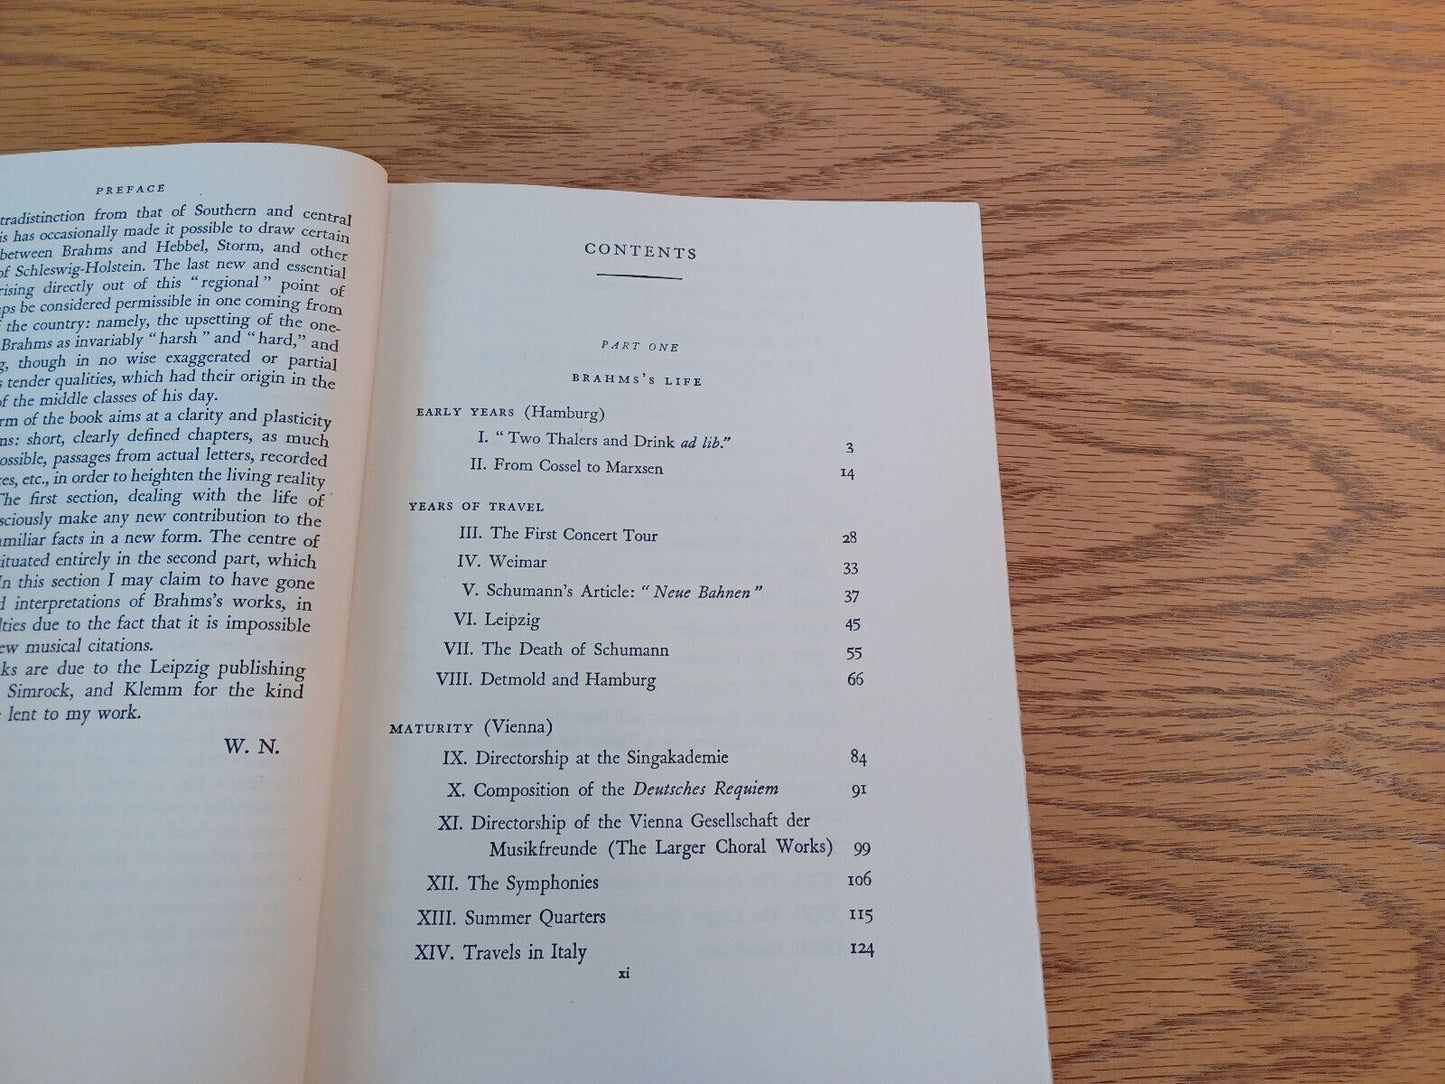 PREFACE
tradistinction from that of Southern and central
is has occasionally made it possible to draw certain
between Brahms and Hebbel, Storm, and other
of Schleswig-Holstein. The last new and essential
rising directly out of this "regional" point of
ps be considered permissible in one coming from
f the country: namely, the upsetting of the one-
Brahms as invariably "harsh" and "hard," and
g, though in no wise exaggerated or partial
s tender qualities, which had their origin in the
of the middle classes of his day.
rm of the book aims at a clarity and plasticity
ns: short, clearly defined chapters, as much
ossible, passages from actual letters, recorded
ces, etc., in order to heighten the living reality
The first section, dealing with the life of
sciously make any new contribution to the
amiliar facts in a new form. The centre of
ituated entirely in the second part, which
In this section I may claim to have gone
d interpretations of Brahms's works, in
lties due to the fact that it is impossible
ew musical citations.
ks are due to the Leipzig publishing
Simrock, and Klemm for the kind
lent to my work.
W. N.
CONTENTS
PART ONE
BRAHMS'S LIFE
EARLY YEARS (Hamburg)
I. "Two Thalers and Drink ad lib." 3
II. From Cossel to Marxsen 14
YEARS OF TRAVEL
III. The First Concert Tour 28
IV. Weimar 33
V. Schumann's Article: "Neue Bahnen" 37
VI. Leipzig 45
VII. The Death of Schumann 55
VIII. Detmold and Hamburg 66
MATURITY (Vienna)
IX. Directorship at the Singakademie 84
X. Composition of the Deutsches Requiem 91
XI. Directorship of the Vienna Gesellschaft der
Musikfreunde (The Larger Choral Works) 99
XII. The Symphonies 106
XIII. Summer Quarters 115
XIV. Travels in Italy 124
xi